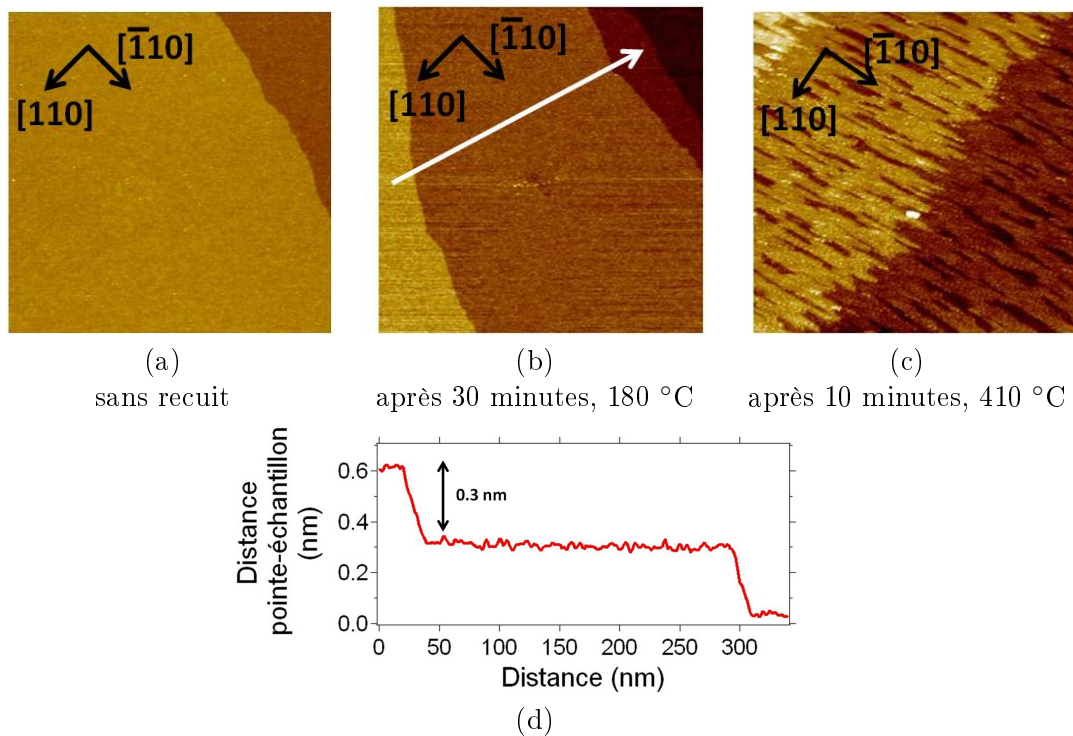 [1̄10]
[110]
[1̄10]
[110]
[1̄10]
[110]
(a)
sans recuit
(b)
après 30 minutes, 180 °C
(c)
après 10 minutes, 410 °C
Distance
pointe-échantillon
(nm)
0.6
0.4
0.2
0.0
0.3 nm
0
50
100
150
200
250
300
Distance (nm)
(d)